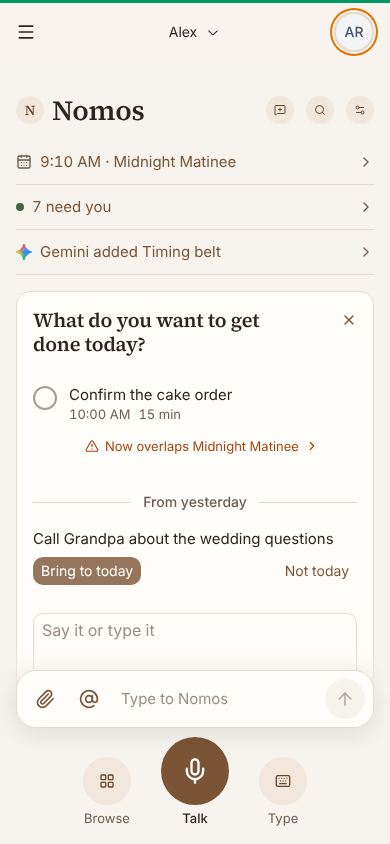 Alex
AR
N
Nomos
9:10 AM · Midnight Matinee
7 need you
Gemini added Timing belt
What do you want to get
done today?
Confirm the cake order
10:00 AM 15 min
Now overlaps Midnight Matinee
From yesterday
Call Grandpa about the wedding questions
Bring to today
Not today
Say it or type it
Type to Nomos
Browse
Talk
Type